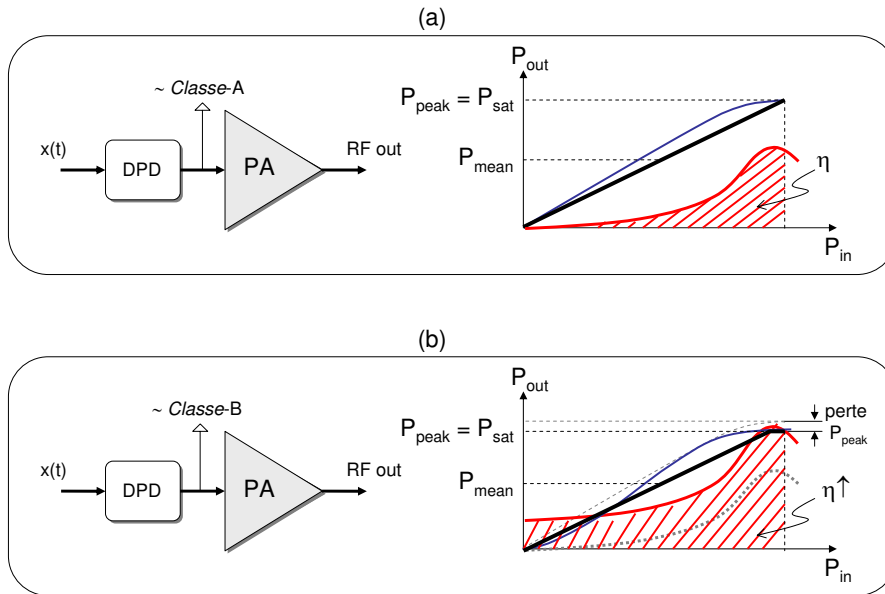 (a)
~ Classe-A
x(t)
DPD
PA
RF out
P_out
P_peak = P_sat
P_mean
η
P_in
(b)
~ Classe-B
x(t)
DPD
PA
RF out
P_out
perte
P_peak
P_peak = P_sat
P_mean
η↑
P_in